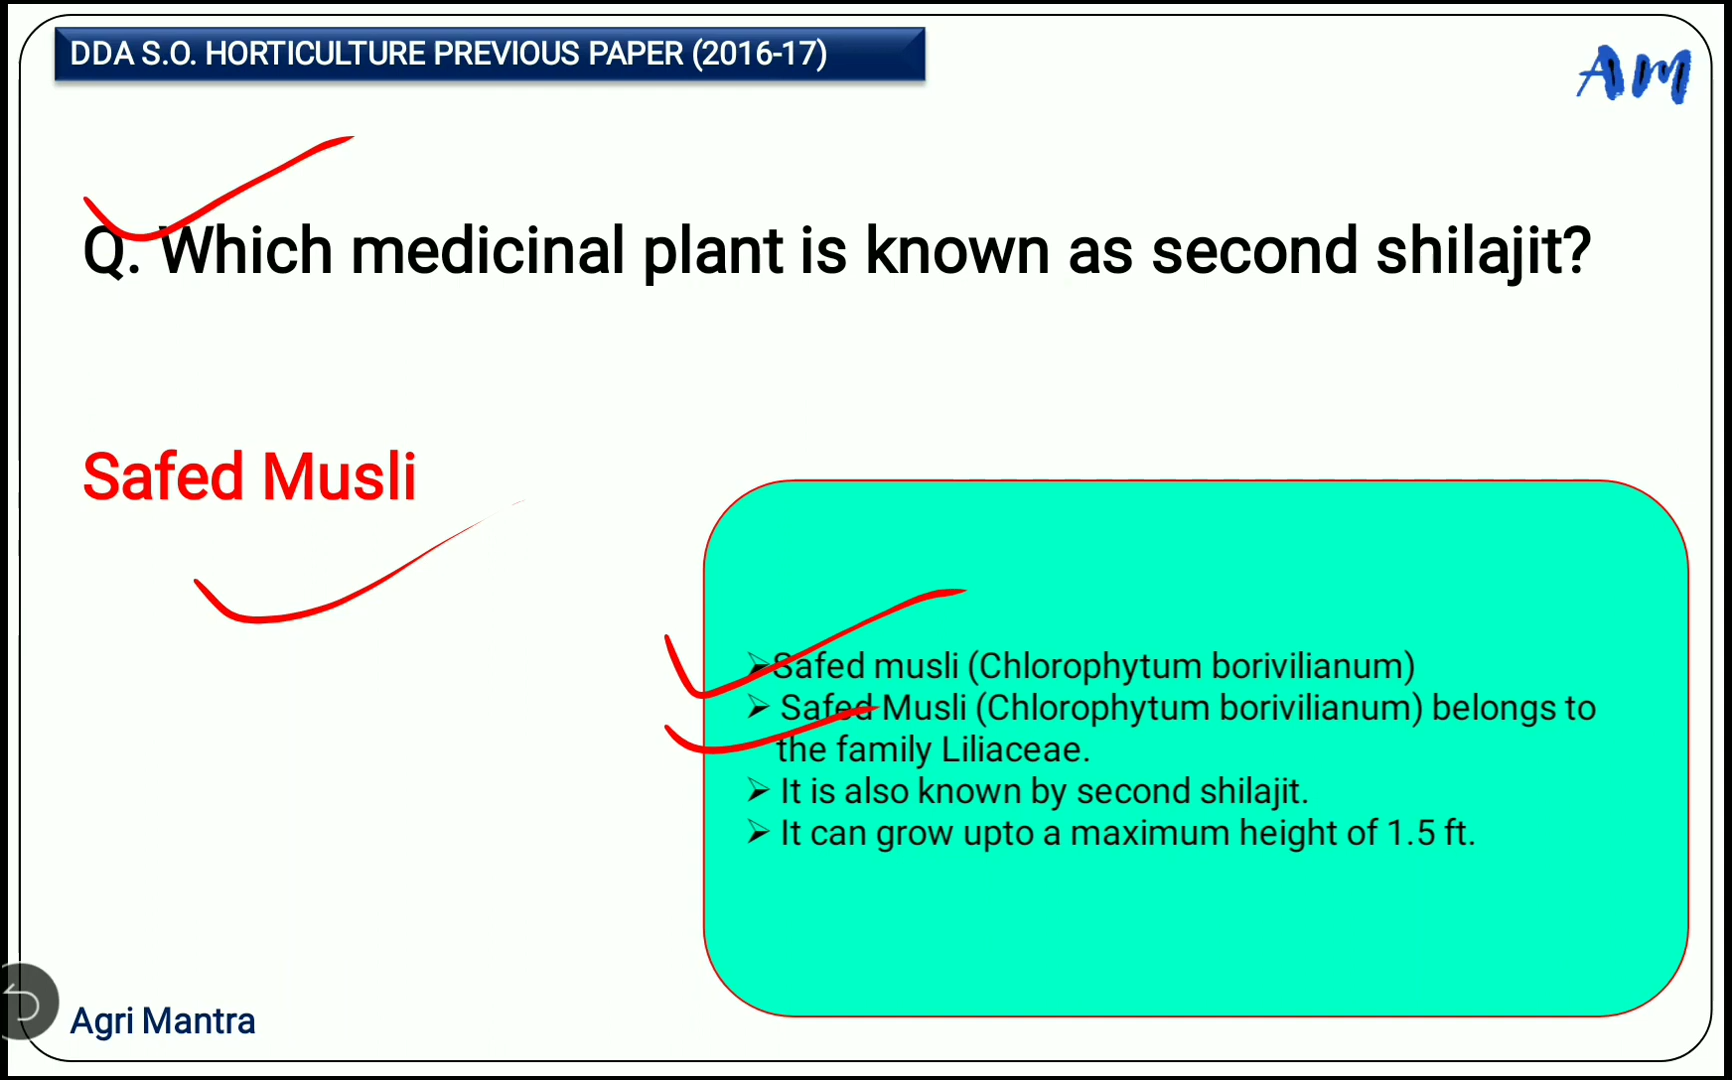 DDA S.O. HORTICULTURE PREVIOUS PAPER (2016-17)
AM
Q. Which medicinal plant is known as second shilajit?
Safed Musli
➢Safed musli (Chlorophytum borivilianum)
➢ Safed Musli (Chlorophytum borivilianum) belongs to
the family Liliaceae.
➢ It is also known by second shilajit.
➢ It can grow upto a maximum height of 1.5 ft.
Agri Mantra